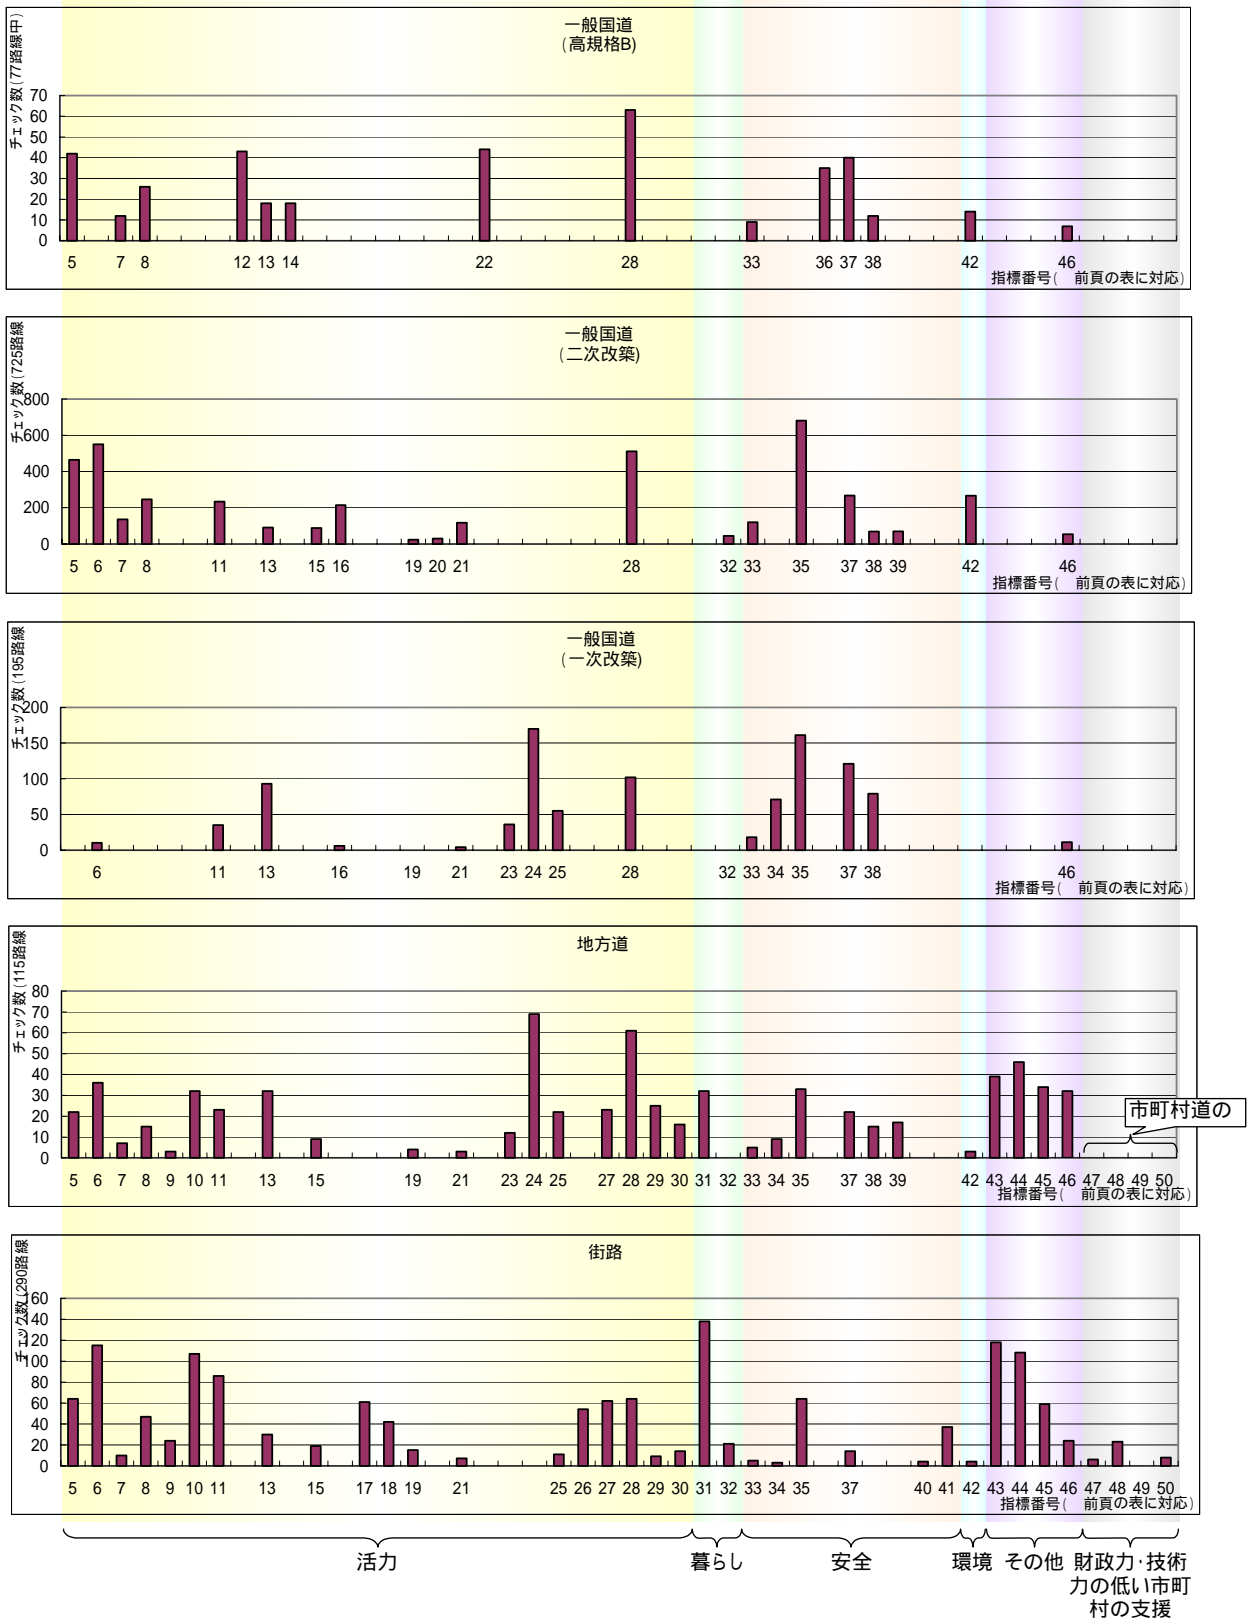 一般国道
(高規格B)
チェック数(77路線中)
70
60
50
40
30
20
10
0
5 7 8 12 13 14 22 28 33 36 37 38 42 46
指標番号( 前頁の表に対応)
一般国道
(二次改築)
チェック数(725路線
800
600
400
200
0
5 6 7 8 11 13 15 16 19 20 21 28 32 33 35 37 38 39 42 46
指標番号( 前頁の表に対応)
一般国道
(一次改築)
チェック数(195路線
200
150
100
50
0
6 11 13 16 19 21 23 24 25 28 32 33 34 35 37 38 46
指標番号( 前頁の表に対応)
地方道
チェック数(115路線
80
70
60
50
40
30
20
10
0
市町村道の
5 6 7 8 9 10 11 13 15 19 21 23 24 25 27 28 29 30 31 32 33 34 35 37 38 39 42 43 44 45 46 47 48 49 50
指標番号( 前頁の表に対応)
街路
チェック数(290路線
160
140
120
100
80
60
40
20
0
5 6 7 8 9 10 11 13 15 17 18 19 21 25 26 27 28 29 30 31 32 33 34 35 37 40 41 42 43 44 45 46 47 48 49 50
指標番号( 前頁の表に対応)
活力 暮らし 安全 環境 その他 財政力・技術
力の低い市町
村の支援